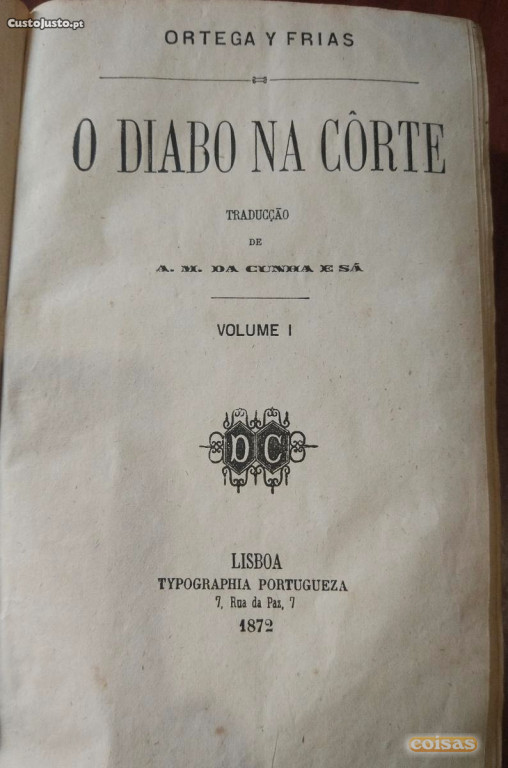 CustoJusto.pt
ORTEGA Y FRIAS
O DIABO NA CÔRTE
TRADUCÇÃO
DE
A. M. DA CUNHA E SÁ
VOLUME I
DC
LISBOA
TYPOGRAPHIA PORTUGUEZA
7, Rua da Paz, 7
1872
coisas